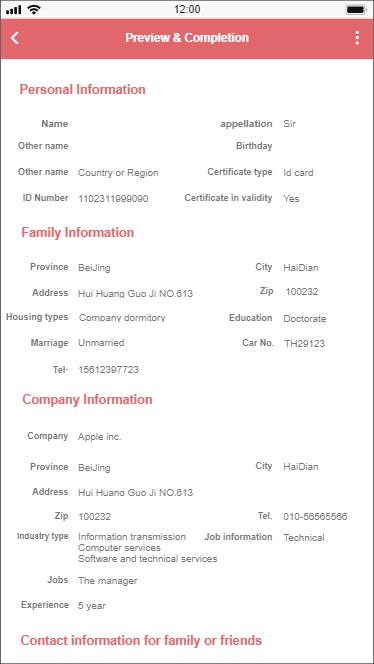 12:00
Preview & Completion
Personal Information
Name appellation Sir
Other name Birthday
Other name Country or Region Certificate type Id card
ID Number 1102311999090 Certificate in validity Yes
Family Information
Province BeiJing City HaiDian
Address Hui Huang Guo Ji NO.613 Zip 100232
Housing types Company dormitory Education Doctorate
Marriage Unmarried Car No. TH29123
Tel· 15612397723
Company Information
Company Apple inc.
Province BeiJing City HaiDian
Address Hui Huang Guo Ji NO.613
Zip 100232 Tel. 010-56565566
Industry type Information transmission Job information Technical
Computer services
Software and technical services
Jobs The manager
Experience 5 year
Contact information for family or friends